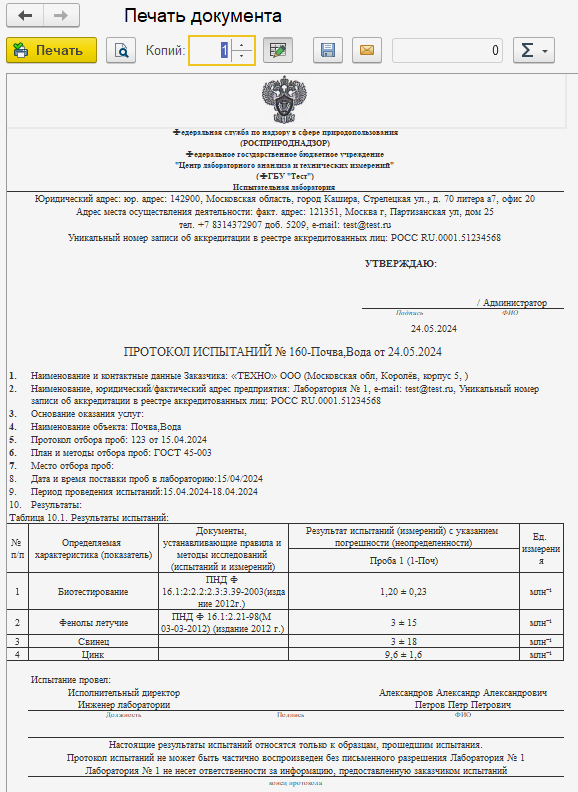 Печать документа
Печать
Копий:
1
0
Σ
Федеральная служба по надзору в сфере природопользования
(РОСПРИРОДНАДЗОР)
Федеральное государственное бюджетное учреждение
"Центр лабораторного анализа и технических измерений"
(ФГБУ "Тест")
Испытательная лаборатория
Юридический адрес: юр. адрес: 142900, Московская область, город Кашира, Стрелецкая ул., д. 70 литера а7, офис 20
Адрес места осуществления деятельности: факт. адрес: 121351, Москва г, Партизанская ул, дом 25
тел. +7 8314372907 доб. 5209, e-mail: test@test.ru
Уникальный номер записи об аккредитации в реестре аккредитованных лиц: РОСС RU.0001.51234568
УТВЕРЖДАЮ:
/ Администратор
Подпись ФИО
24.05.2024
ПРОТОКОЛ ИСПЫТАНИЙ № 160-Почва,Вода от 24.05.2024
1. Наименование и контактные данные Заказчика: «ТЕХНО» ООО (Московская обл, Королёв, корпус 5, )
2. Наименование, юридический/фактический адрес предприятия: Лаборатория № 1, e-mail: test@test.ru, Уникальный номер
записи об аккредитации в реестре аккредитованных лиц: РОСС RU.0001.51234568
3. Основание оказания услуг:
4. Наименование объекта: Почва,Вода
5. Протокол отбора проб: 123 от 15.04.2024
6. План и методы отбора проб: ГОСТ 45-003
7. Место отбора проб:
8. Дата и время поставки проб в лабораторию:15/04/2024
9. Период проведения испытаний:15.04.2024-18.04.2024
10. Результаты:
Таблица 10.1. Результаты испытаний:
№ п/п
Определяемая характеристика (показатель)
Документы, устанавливающие правила и методы исследований (испытаний и измерений)
Результат испытаний (измерений) с указанием погрешности (неопределенности)
Проба 1 (1-Поч)
Ед. измерения
1 Биотестирование ПНД Ф 16.1:2:2.2:2.3:3.39-2003(издание 2012г.) 1,20 ± 0,23 млн⁻¹
2 Фенолы летучие ПНД Ф 16.1:2.21-98(М 03-03-2012) (издание 2012 г.) 3 ± 15 млн⁻¹
3 Свинец 3 ± 18 млн⁻¹
4 Цинк 9,6 ± 1,6 млн⁻¹
Испытание провел:
Исполнительный директор Александров Александр Александрович
Инженер лаборатории Петров Петр Петрович
Должность Подпись ФИО
Настоящие результаты испытаний относятся только к образцам, прошедшим испытания.
Протокол испытаний не может быть частично воспроизведен без письменного разрешения Лаборатория № 1
Лаборатория № 1 не несет ответственности за информацию, предоставленную заказчиком испытаний
конец протокола